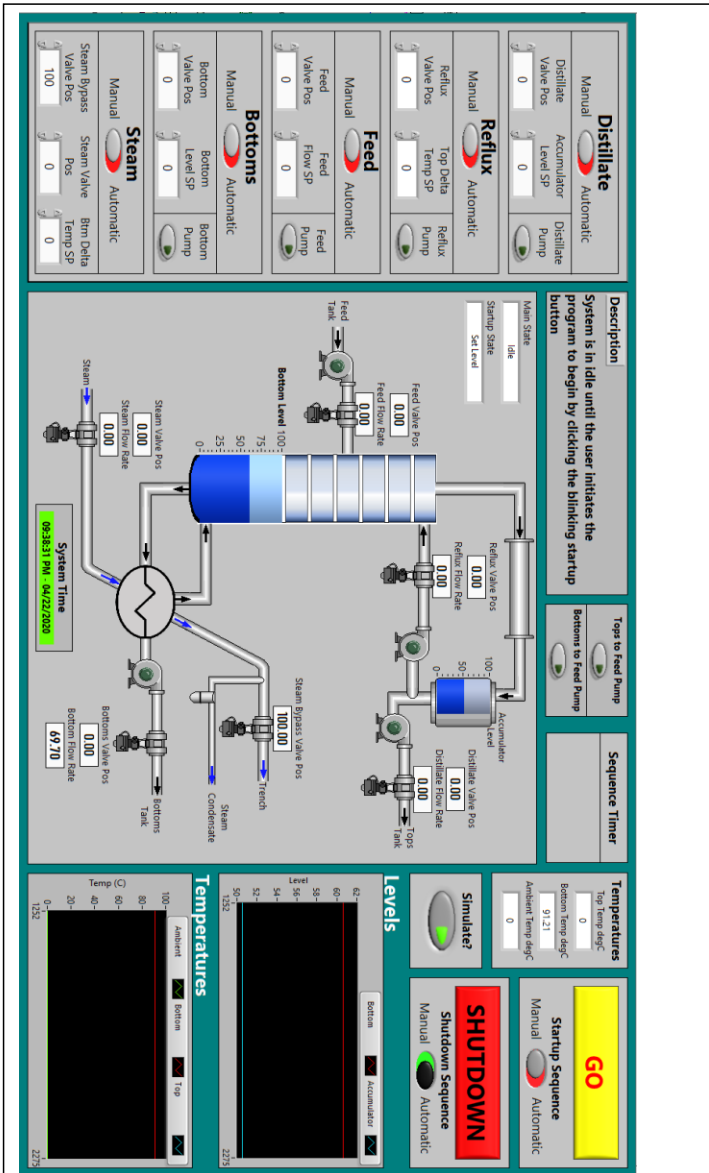 Distillate
Manual Automatic
Distillate Valve Pos
0
Accumulator Level SP
0
Distillate Pump
Reflux
Manual Automatic
Reflux Valve Pos
0
Top Delta Temp SP
0
Reflux Pump
Feed
Manual Automatic
Feed Valve Pos
0
Feed Flow SP
0
Feed Pump
Bottoms
Manual Automatic
Bottom Valve Pos
0
Bottom Level SP
0
Bottom Pump
Steam
Manual Automatic
Steam Bypass Valve Pos
100
Steam Valve Pos
0
Btm Delta Temp SP
0
Description
System is in idle until the user initiates the
program to begin by clicking the blinking startup
button
Tops to Feed Pump
Bottoms to Feed Pump
Sequence Timer
Main State
Idle
Startup State
Set Level
Feed
Tank
Feed Valve Pos
0.00
Feed Flow Rate
0.00
Bottom Level
100
75
50
25
0
Reflux Valve Pos
0.00
Reflux Flow Rate
0.00
100
50
0
Accumulator
Level
Distillate Valve Pos
0.00
Distillate Flow Rate
0.00
Tops
Tank
Steam
Steam Valve Pos
0.00
Steam Flow Rate
0.00
Steam Bypass Valve Pos
100.00
Trench
Steam
Condensate
Bottoms Valve Pos
0.00
Bottom Flow Rate
69.70
Bottoms
Tank
System Time
09:38:31 PM - 04/22/2020
Temperatures
Top Temp degC
0
Bottom Temp degC
91.21
Ambient Temp degC
0
GO
Startup Sequence
Manual Automatic
Simulate?
SHUTDOWN
Shutdown Sequence
Manual Automatic
Levels
Bottom
Accumulator
Level
62
60
58
56
54
52
50
1252
2275
Temperatures
Ambient
Bottom
Top
Temp (C)
100
80
60
40
20
0
1252
2275